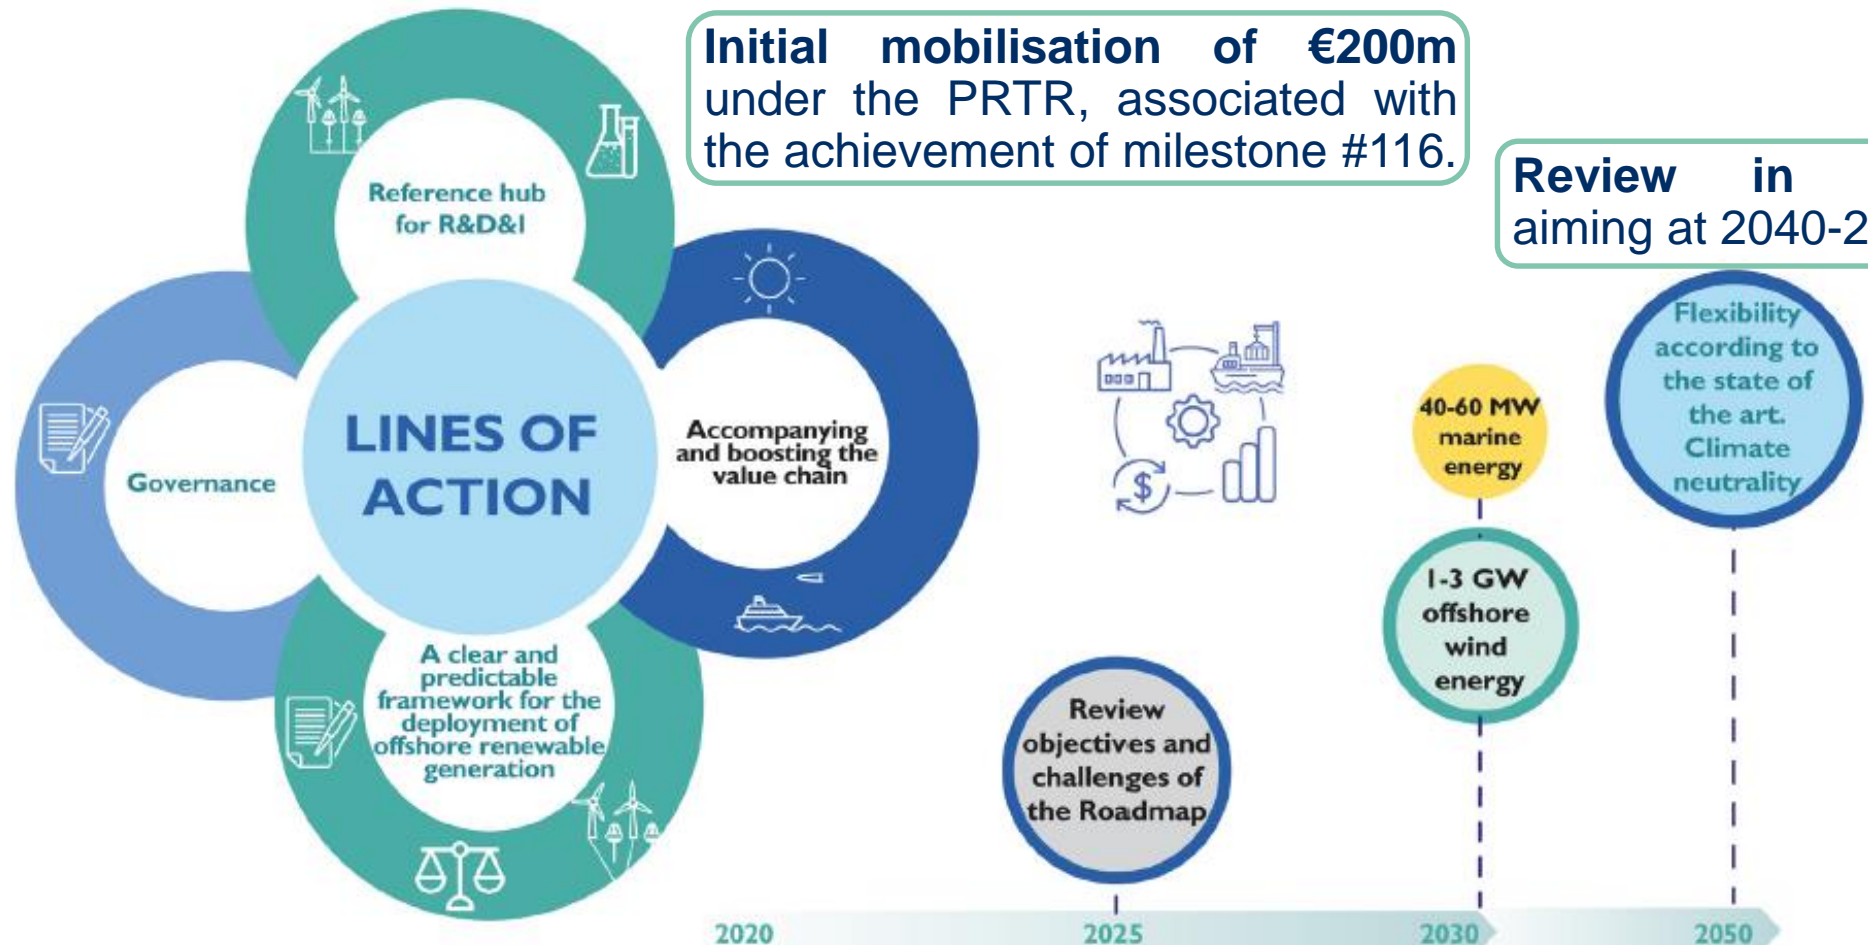 Initial mobilisation of €200m
under the PRTR, associated with
the achievement of milestone #116.
Review in
aiming at 2040-2
Reference hub
for R&D&I
Governance
LINES OF
ACTION
Accompanying
and boosting the
value chain
A clear and
predictable
framework for the
deployment of
offshore renewable
generation
$
Review
objectives and
challenges of
the Roadmap
40-60 MW
marine
energy
1-3 GW
offshore
wind
energy
Flexibility
according to
the state of
the art.
Climate
neutrality
2020
2025
2030
2050